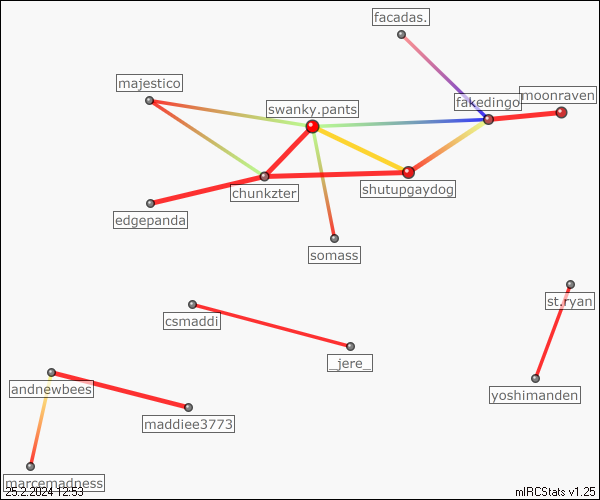 facadas.
majestico
moonraven
fakedingo
swanky.pants
chunkzter
shutupgaydog
edgepanda
somass
st.ryan
csmaddi
_jere_
andnewbees
yoshimanden
maddiee3773
marcemadness
25.2.2024 12:53
mIRCStats v1.25